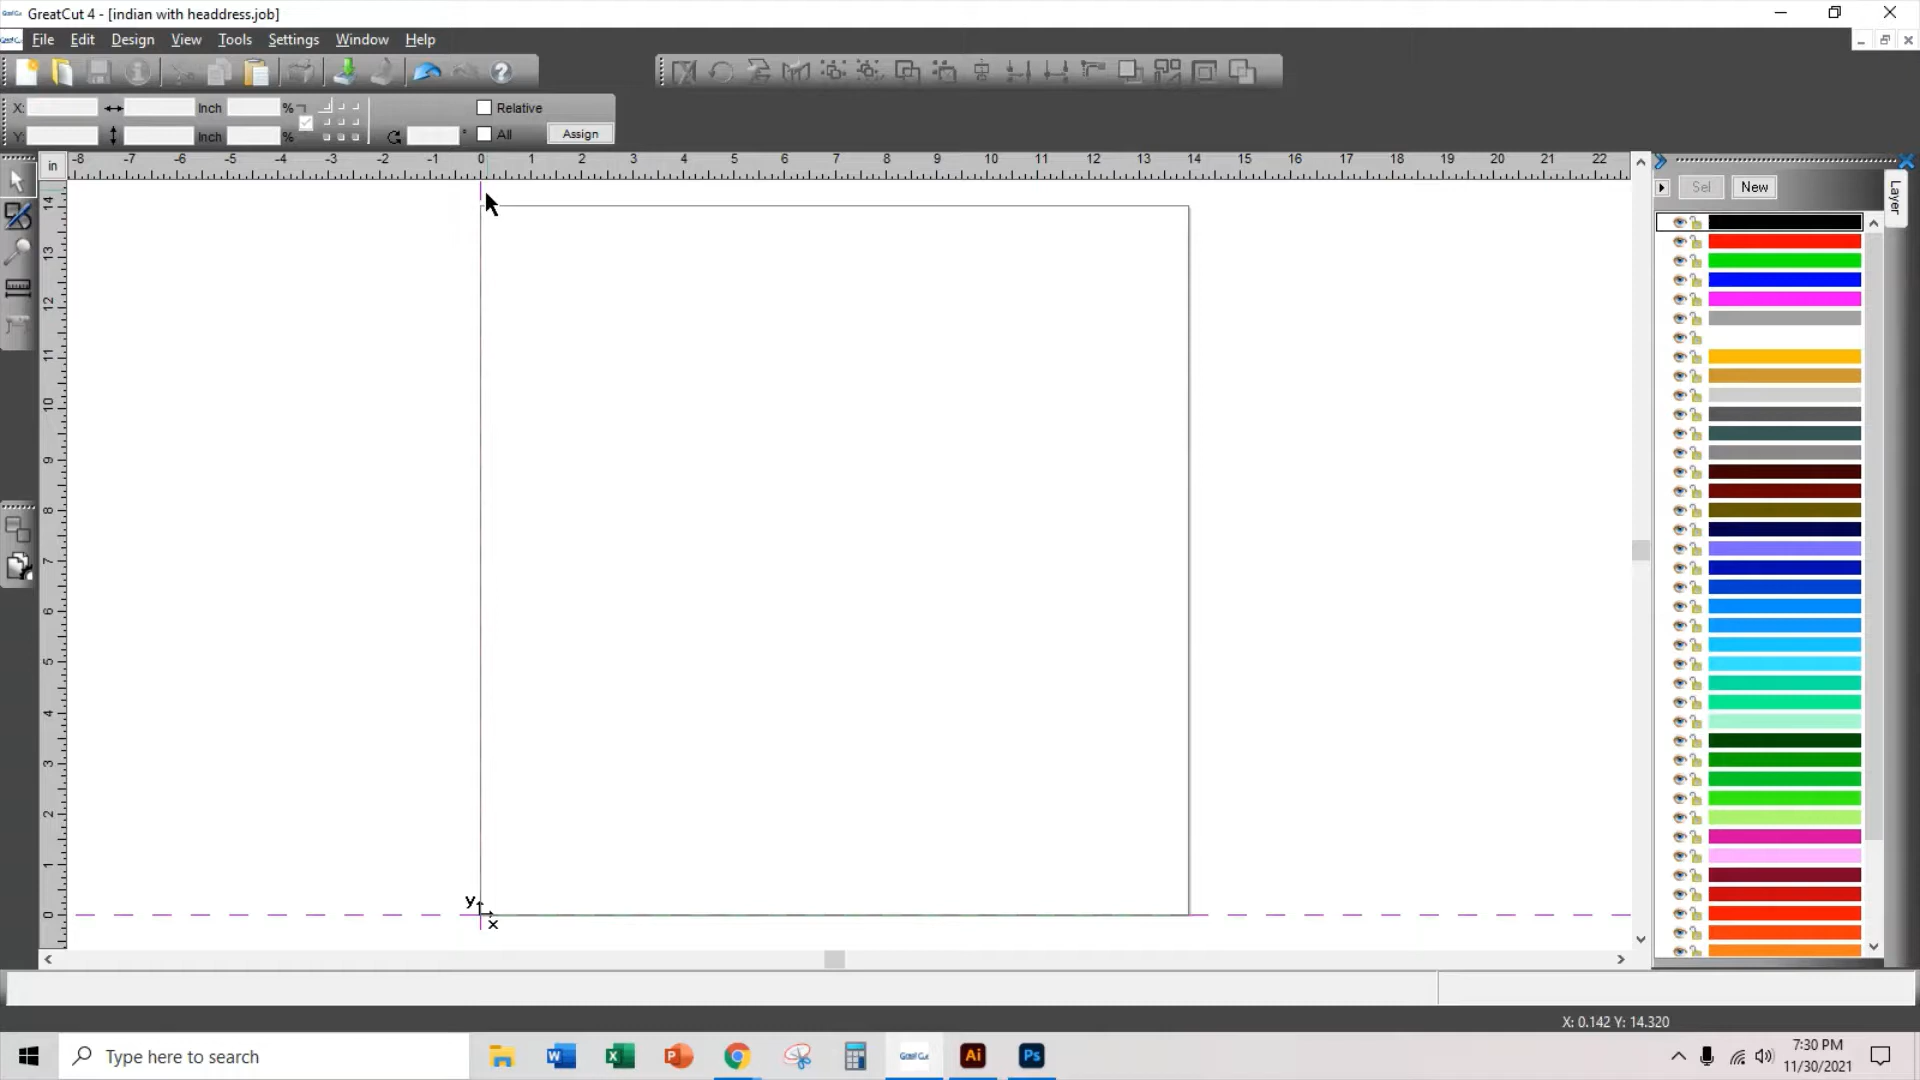 GreatCut 4 - [indian with headdress.job]
File Edit Design View Tools Settings Window Help
X: Inch % Relative
Y: Inch % ° All Assign
in -8 -7 -6 -5 -4 -3 -2 -1 0 1 2 3 4 5 6 7 8 9 10 11 12 13 14 15 16 17 18 19 20 21 22
14
13
12
11
10
9
8
7
6
5
4
3
2
1
0
Sel New
Layer
y
x
X: 0.142 Y: 14.320
Type here to search
GreatCut
Ai
Ps
7:30 PM
11/30/2021